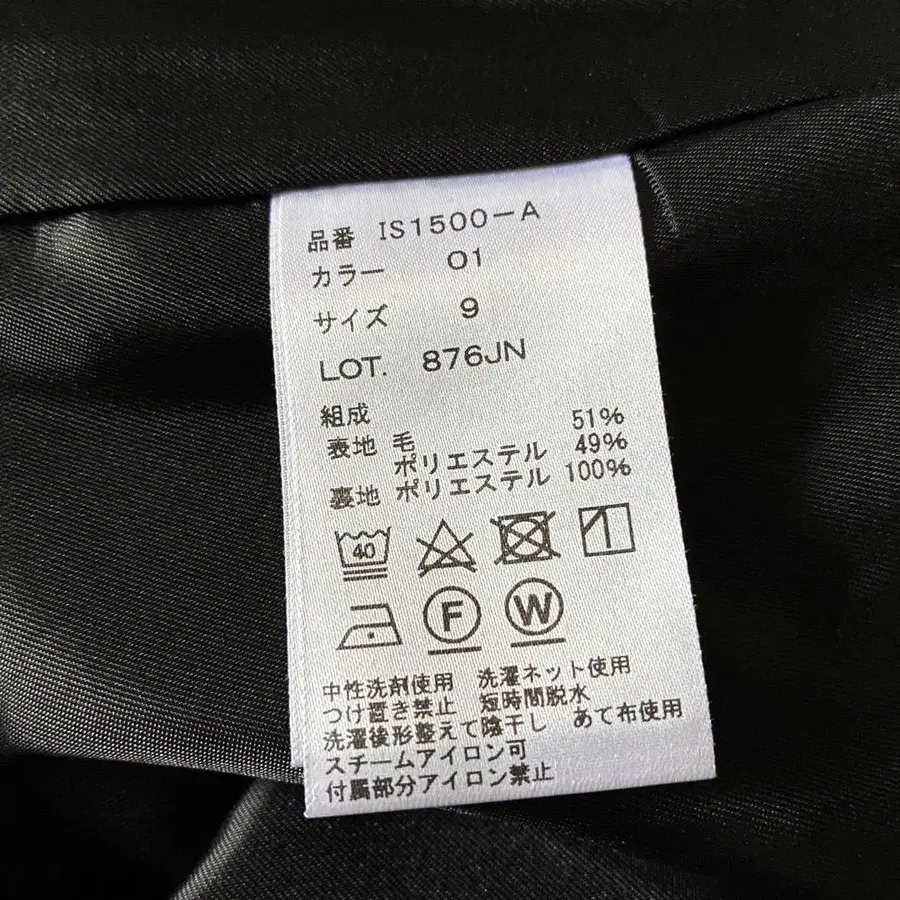 品番 IS1500-A
カラー 01
サイズ 9
LOT. 876JN
組成
表地 毛 51%
ポリエステル 49%
裏地 ポリエステル 100%
40
F W
中性洗剤使用 洗濯ネット使用
つけ置き禁止 短時間脱水
洗濯後形整えて陰干し あて布使用
スチームアイロン可
付属部分アイロン禁止